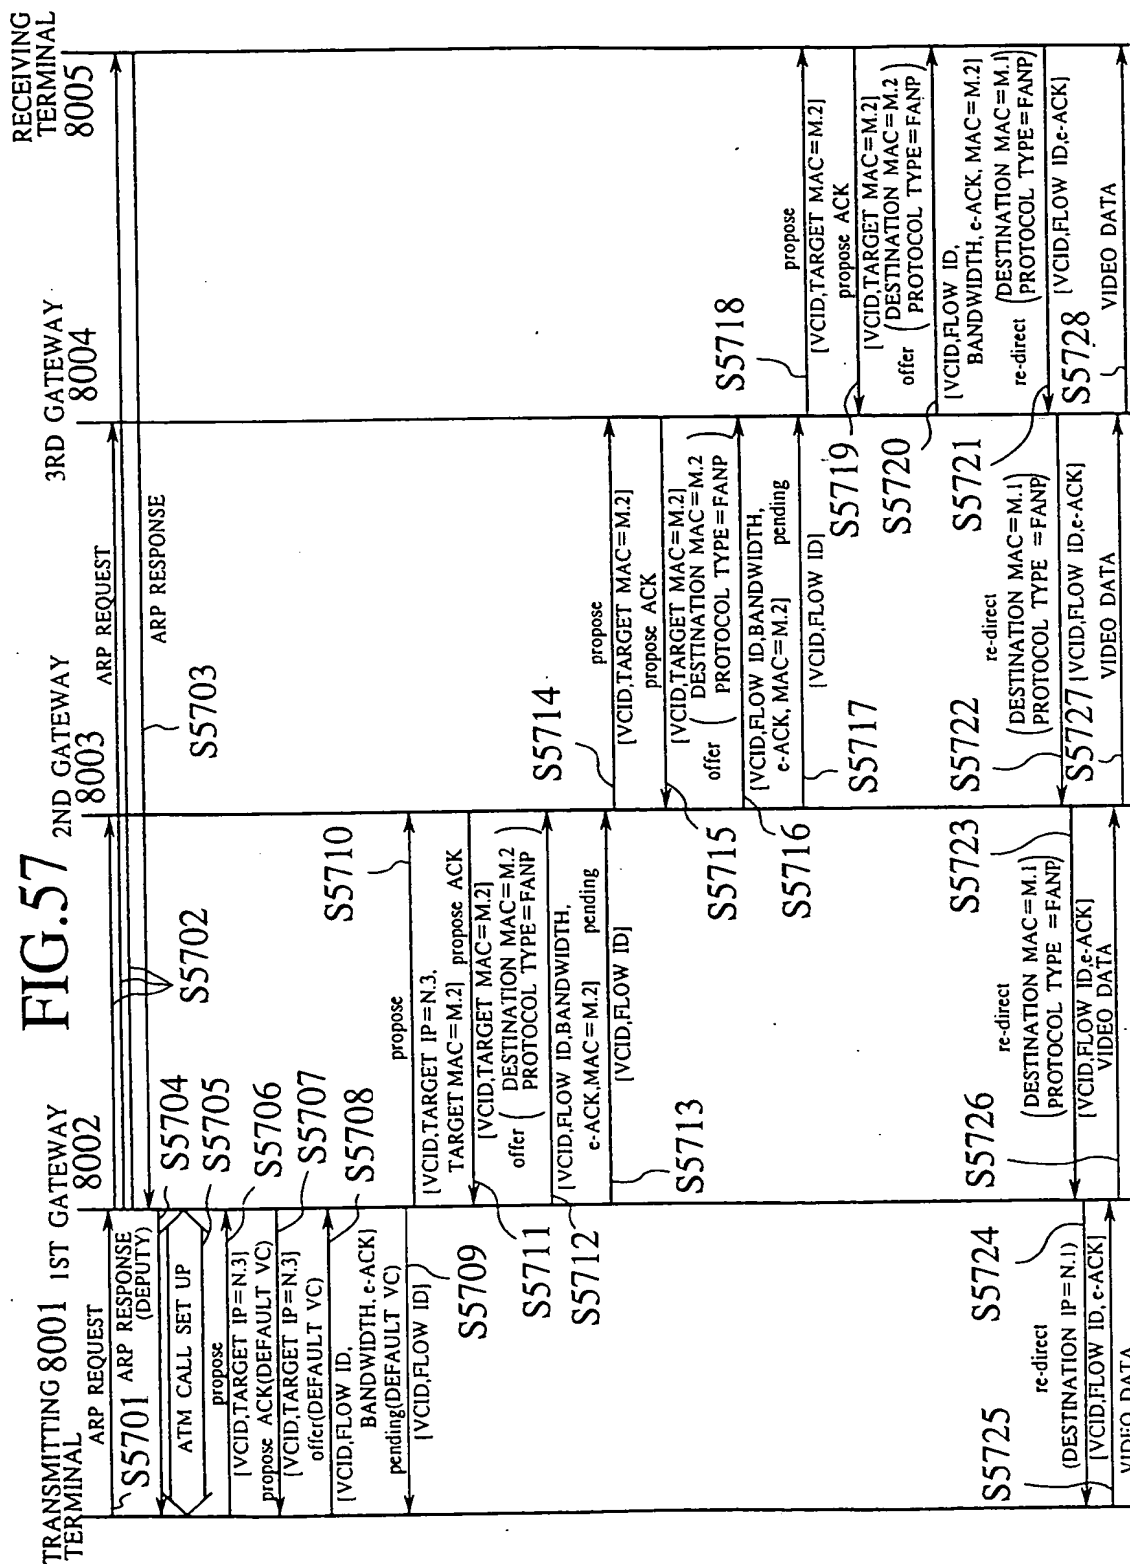 FIG.57
TRANSMITTING
TERMINAL
8001
1ST GATEWAY
8002
2ND GATEWAY
8003
3RD GATEWAY
8004
RECEIVING
TERMINAL
8005
ARP REQUEST
S5701
ARP RESPONSE
(DEPUTY)
ATM CALL SET UP
propose
[VCID,TARGET IP=N.3]
propose ACK(DEFAULT VC)
[VCID,TARGET IP=N.3]
offer(DEFAULT VC)
[VCID,FLOW ID,
BANDWIDTH, e-ACK]
pending(DEFAULT VC)
[VCID,FLOW ID]
S5702
S5703
S5704
S5705
S5706
S5707
S5708
S5709
ARP REQUEST
ARP RESPONSE
S5710
propose
[VCID,TARGET IP=N.3,
TARGET MAC=M.2]
propose ACK
[VCID,TARGET MAC=M.2]
offer
(DESTINATION MAC=M.2
PROTOCOL TYPE=FANP)
[VCID,FLOW ID,BANDWIDTH,
e-ACK,MAC=M.2]
pending
[VCID,FLOW ID]
S5711
S5712
S5713
S5714
propose
[VCID,TARGET MAC=M.2]
propose ACK
[VCID,TARGET MAC=M.2]
offer
(DESTINATION MAC=M.2
PROTOCOL TYPE=FANP)
[VCID,FLOW ID,BANDWIDTH,
e-ACK, MAC=M.2]
pending
[VCID,FLOW ID]
S5715
S5716
S5717
S5718
propose
[VCID,TARGET MAC=M.2]
propose ACK
[VCID,TARGET MAC=M.2]
offer
(DESTINATION MAC=M.2
PROTOCOL TYPE=FANP)
[VCID,FLOW ID,
BANDWIDTH, e-ACK, MAC=M.2]
re-direct
(DESTINATION MAC=M.1
PROTOCOL TYPE=FANP)
[VCID,FLOW ID,e-ACK]
S5719
S5720
S5721
S5728
VIDEO DATA
S5722
re-direct
(DESTINATION MAC=M.1
PROTOCOL TYPE =FANP)
S5727
[VCID,FLOW ID,e-ACK]
VIDEO DATA
S5723
re-direct
(DESTINATION MAC=M.1
PROTOCOL TYPE =FANP)
[VCID,FLOW ID,e-ACK]
S5726
VIDEO DATA
S5724
re-direct
(DESTINATION IP=N.1)
[VCID,FLOW ID, e-ACK]
S5725
VIDEO DATA